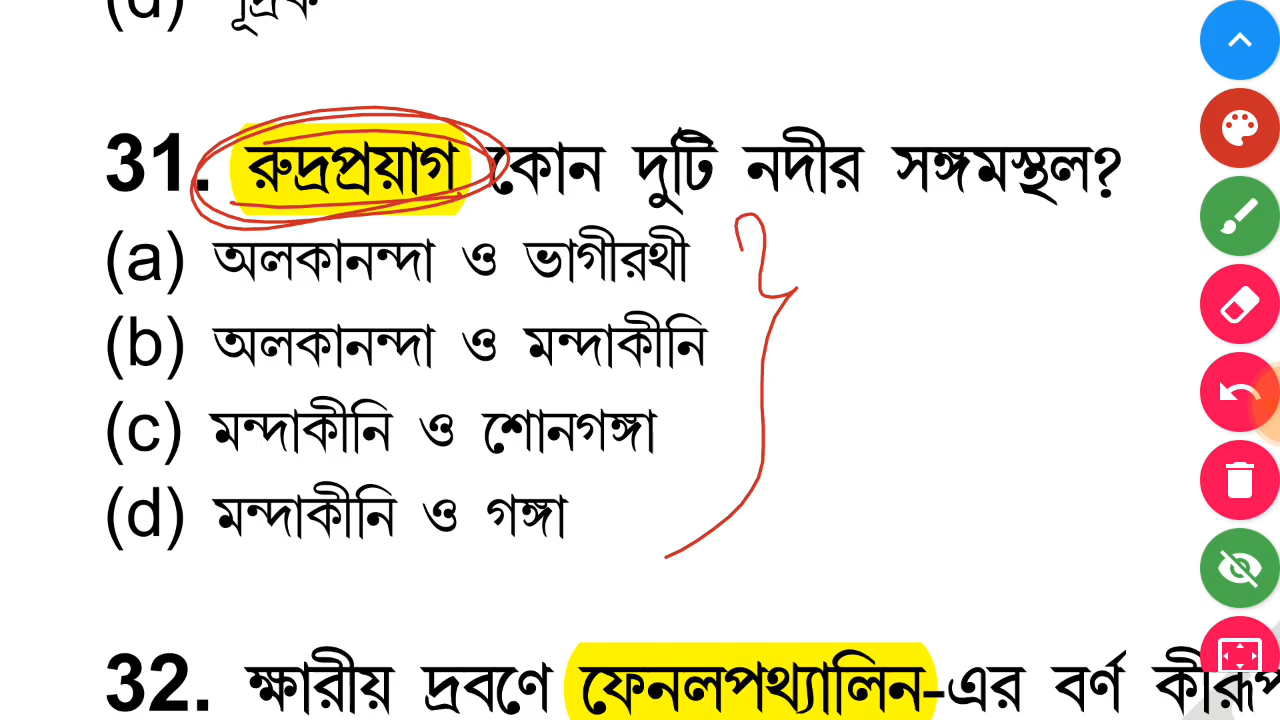 31. রুদ্রপ্রয়াগ কোন দুটি নদীর সঙ্গমস্থল?
(a) অলকানন্দা ও ভাগীরথী
(b) অলকানন্দা ও মন্দাকীনি
(c) মন্দাকীনি ও শোনগঙ্গা
(d) মন্দাকীনি ও গঙ্গা
32. ক্ষারীয় দ্রবণে ফেনলপথ্যালিন-এর বর্ণ কীরূপ